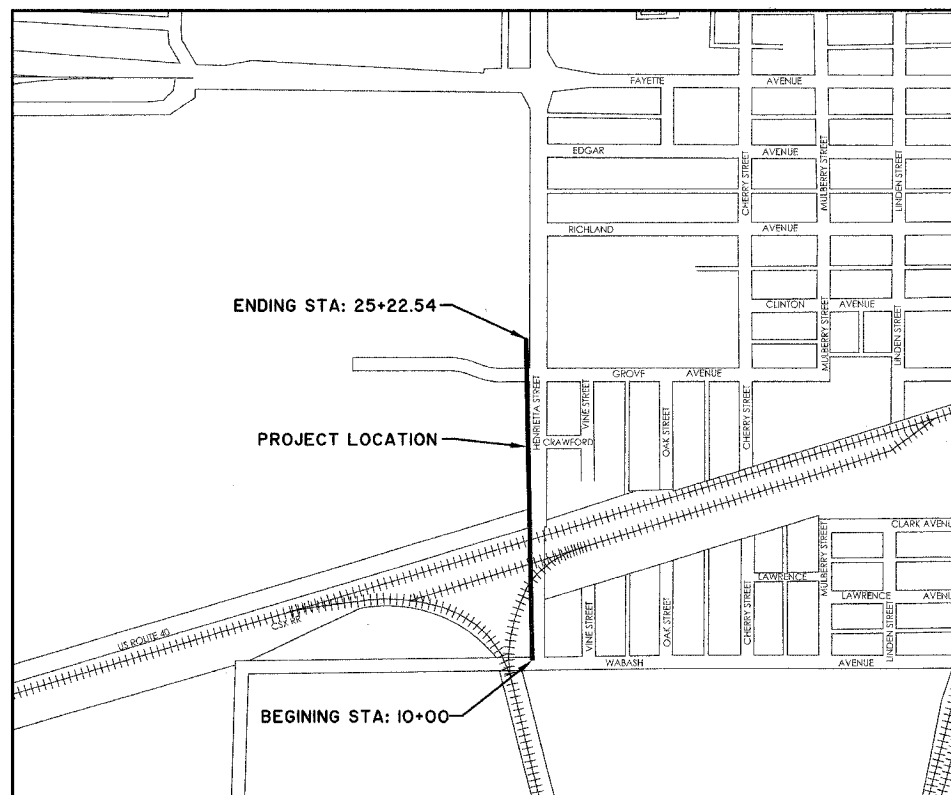 FAYETTE AVENUE
EDGAR AVENUE
CHERRY STREET
MULBERRY STREET
LINDEN STREET
RICHLAND AVENUE
ENDING STA: 25+22.54
CLINTON AVENUE
MULBERRY STREET
LINDEN STREET
GROVE AVENUE
HENRIETTA STREET
VINE STREET
OAK STREET
CHERRY STREET
PROJECT LOCATION
CRAWFORD
CLARK AVENU
MULBERRY STREET
LAWRENCE
LAWRENCE AVENU
US ROUTE 40
CSX RR
VINE STREET
OAK STREET
CHERRY STREET
LINDEN STREET
WABASH AVENUE
BEGINING STA: 10+00